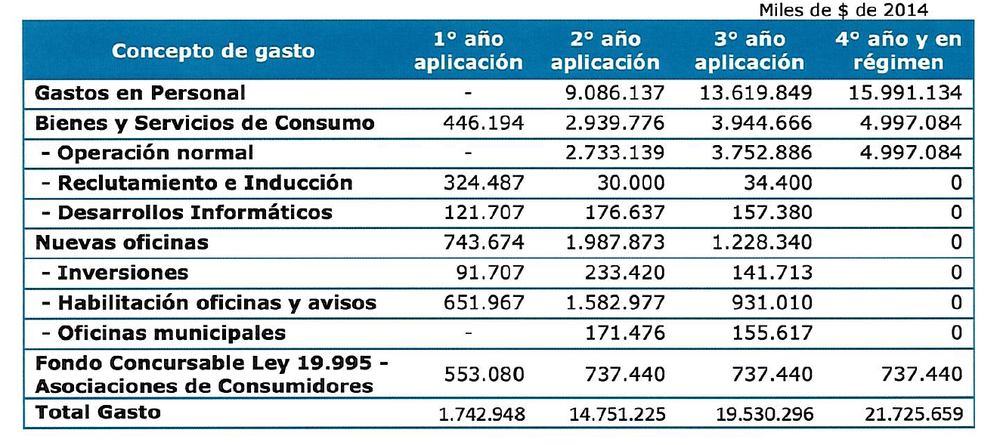 Miles de $ de 2014
Concepto de gasto 1° año aplicación 2° año aplicación 3° año aplicación 4° año y en régimen
Gastos en Personal - 9.086.137 13.619.849 15.991.134
Bienes y Servicios de Consumo 446.194 2.939.776 3.944.666 4.997.084
- Operación normal - 2.733.139 3.752.886 4.997.084
- Reclutamiento e Inducción 324.487 30.000 34.400 0
- Desarrollos Informáticos 121.707 176.637 157.380 0
Nuevas oficinas 743.674 1.987.873 1.228.340 0
- Inversiones 91.707 233.420 141.713 0
- Habilitación oficinas y avisos 651.967 1.582.977 931.010 0
- Oficinas municipales - 171.476 155.617 0
Fondo Concursable Ley 19.995 -
Asociaciones de Consumidores 553.080 737.440 737.440 737.440
Total Gasto 1.742.948 14.751.225 19.530.296 21.725.659